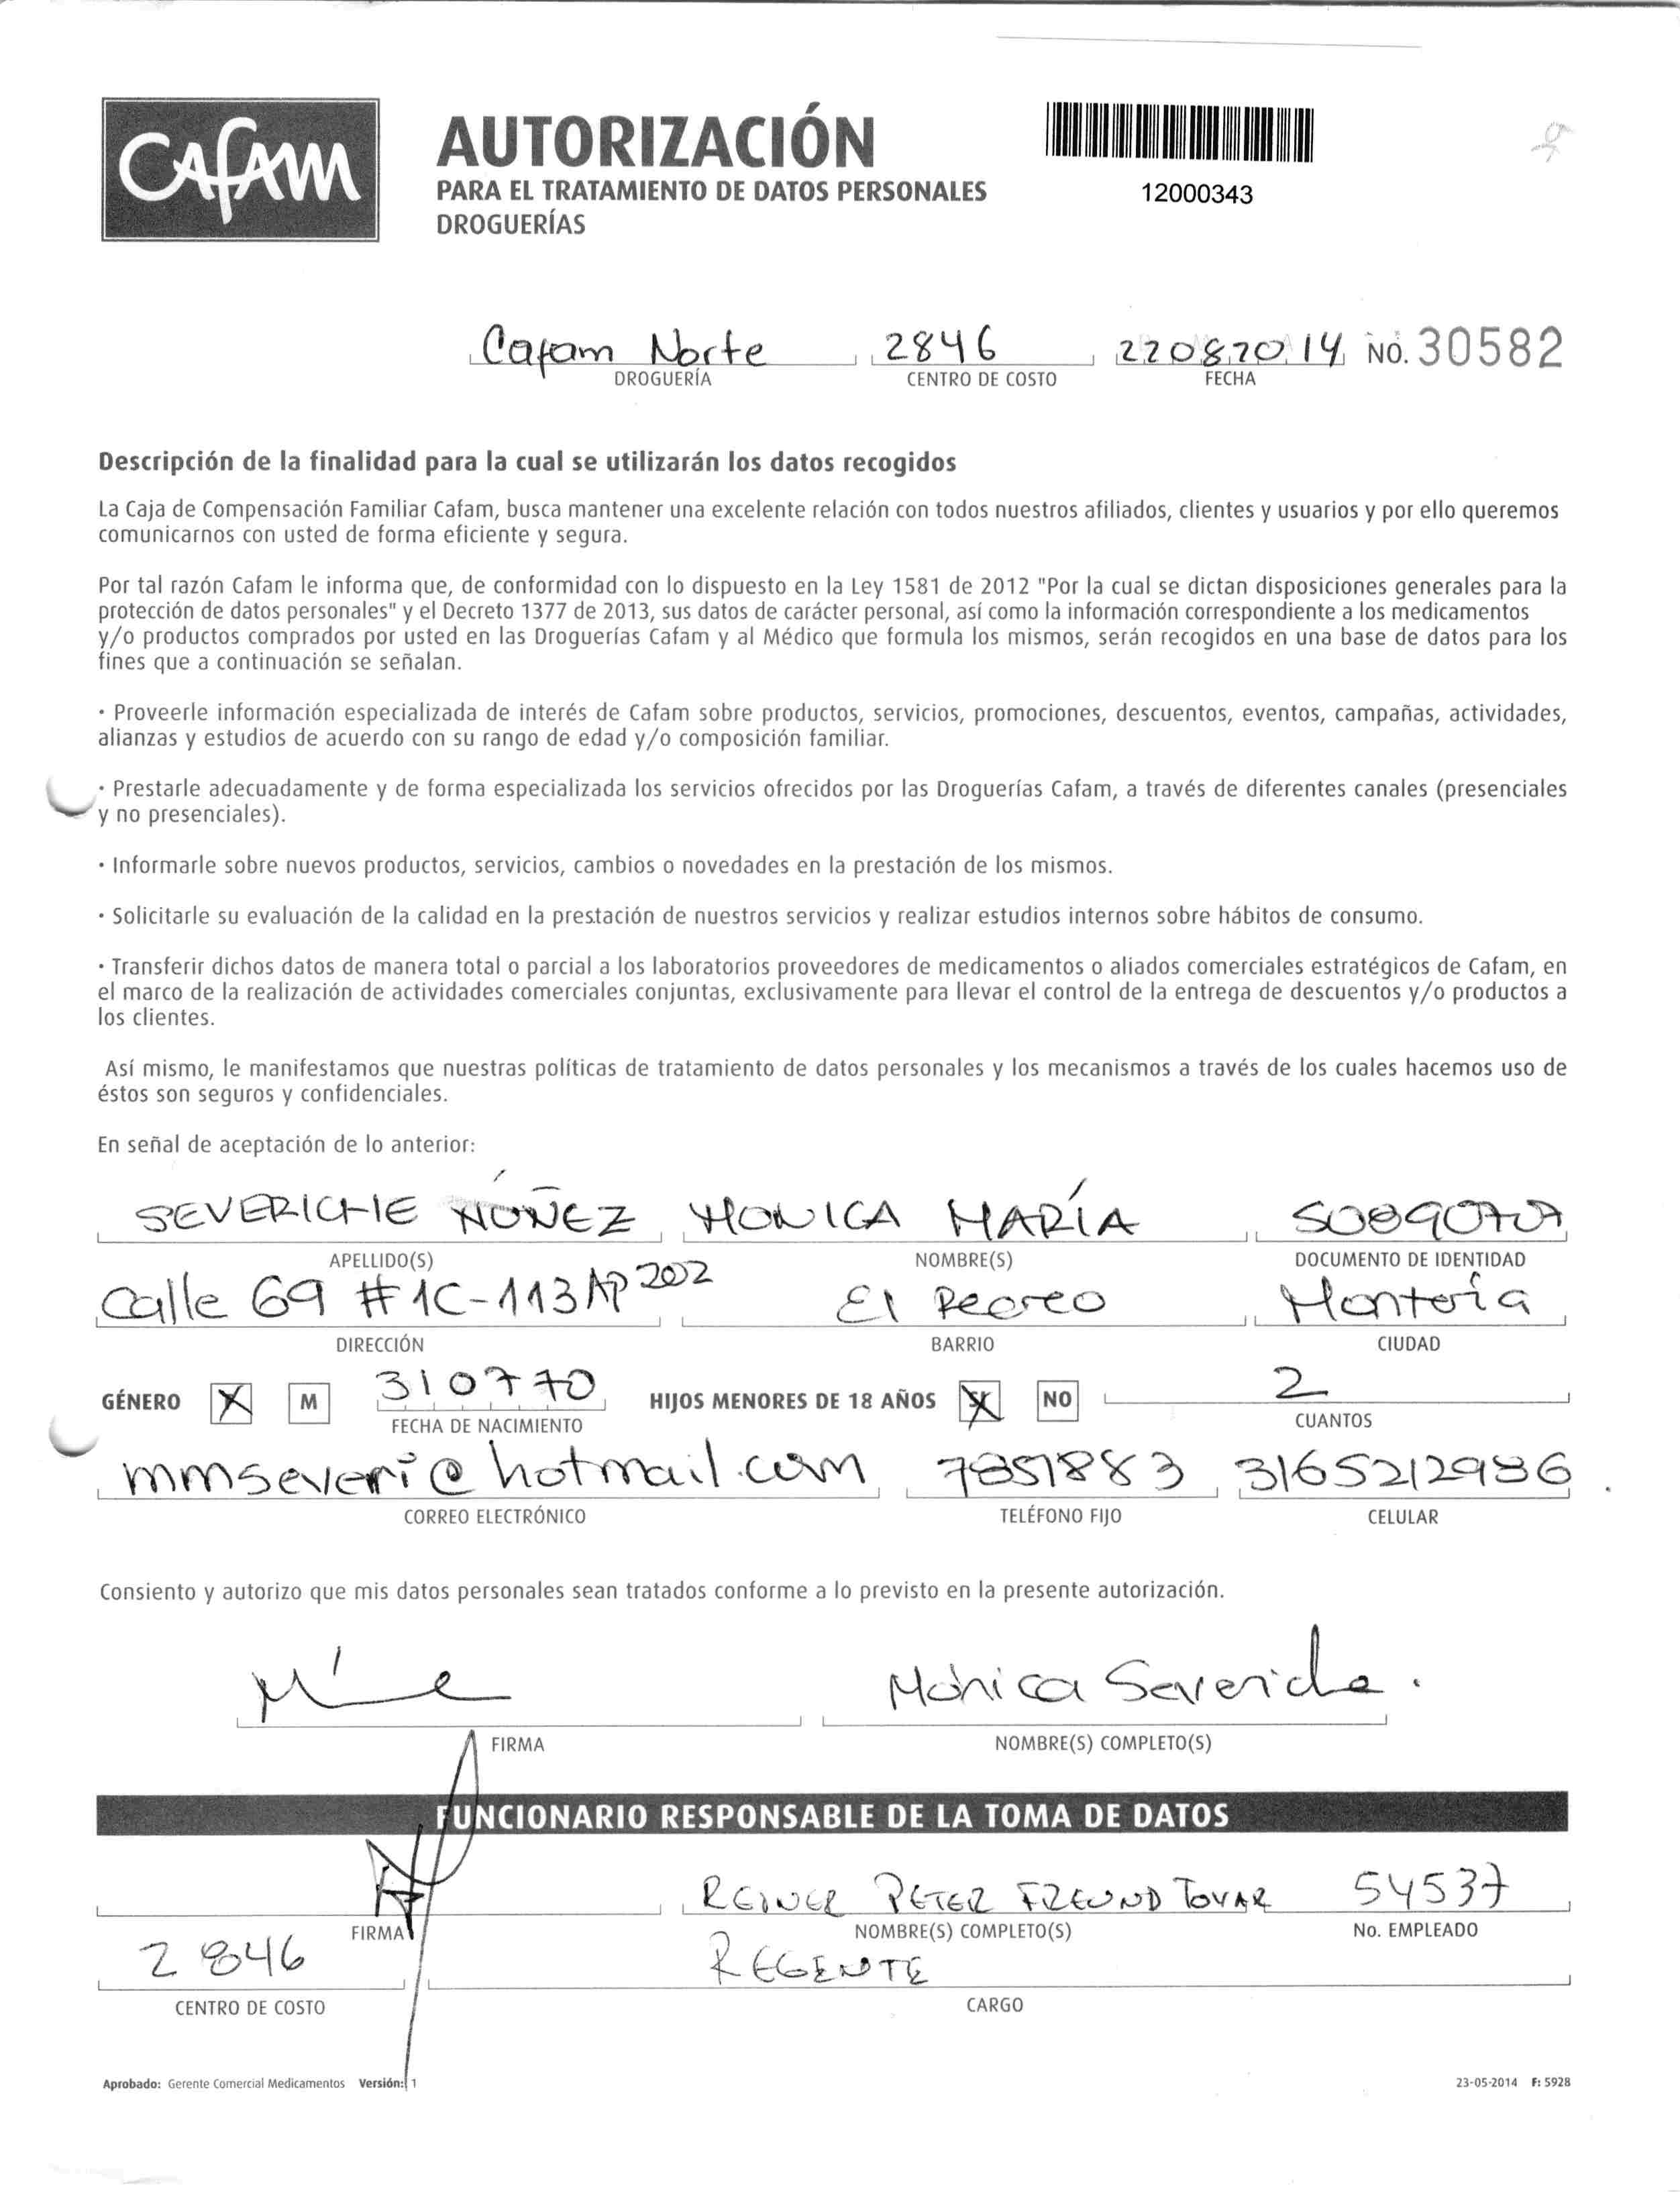 Cafam
AUTORIZACIÓN
PARA EL TRATAMIENTO DE DATOS PERSONALES
DROGUERÍAS
12000343
Cafam Norte 2846 22082014 NO. 30582
DROGUERÍA CENTRO DE COSTO FECHA
Descripción de la finalidad para la cual se utilizarán los datos recogidos
La Caja de Compensación Familiar Cafam, busca mantener una excelente relación con todos nuestros afiliados, clientes y usuarios y por ello queremos
comunicarnos con usted de forma eficiente y segura.
Por tal razón Cafam le informa que, de conformidad con lo dispuesto en la Ley 1581 de 2012 "Por la cual se dictan disposiciones generales para la
protección de datos personales" y el Decreto 1377 de 2013, sus datos de carácter personal, así como la información correspondiente a los medicamentos
y/o productos comprados por usted en las Droguerías Cafam y al Médico que formula los mismos, serán recogidos en una base de datos para los
fines que a continuación se señalan.
· Proveerle información especializada de interés de Cafam sobre productos, servicios, promociones, descuentos, eventos, campañas, actividades,
alianzas y estudios de acuerdo con su rango de edad y/o composición familiar.
· Prestarle adecuadamente y de forma especializada los servicios ofrecidos por las Droguerías Cafam, a través de diferentes canales (presenciales
y no presenciales).
· Informarle sobre nuevos productos, servicios, cambios o novedades en la prestación de los mismos.
· Solicitarle su evaluación de la calidad en la prestación de nuestros servicios y realizar estudios internos sobre hábitos de consumo.
· Transferir dichos datos de manera total o parcial a los laboratorios proveedores de medicamentos o aliados comerciales estratégicos de Cafam, en
el marco de la realización de actividades comerciales conjuntas, exclusivamente para llevar el control de la entrega de descuentos y/o productos a
los clientes.
Así mismo, le manifestamos que nuestras políticas de tratamiento de datos personales y los mecanismos a través de los cuales hacemos uso de
éstos son seguros y confidenciales.
En señal de aceptación de lo anterior:
SEVERICHE NÚÑEZ MONICA MARÍA
APELLIDO(S) NOMBRE(S) DOCUMENTO DE IDENTIDAD
Calle 69 #1C-113 AP 202 El Recreo Montería
DIRECCIÓN BARRIO CIUDAD
GÉNERO X M 310770 HIJOS MENORES DE 18 AÑOS SI NO 2
FECHA DE NACIMIENTO CUANTOS
mmseveri@hotmail.com 7851883 3165212986
CORREO ELECTRÓNICO TELÉFONO FIJO CELULAR
Consiento y autorizo que mis datos personales sean tratados conforme a lo previsto en la presente autorización.
Mónica Severiche.
FIRMA NOMBRE(S) COMPLETO(S)
FUNCIONARIO RESPONSABLE DE LA TOMA DE DATOS
REINER PETER FREUND TOVAR 54537
FIRMA NOMBRE(S) COMPLETO(S) No. EMPLEADO
2846 REGENTE
CENTRO DE COSTO CARGO
Aprobado: Gerente Comercial Medicamentos Versión: 1 23-05-2014 F: 5928